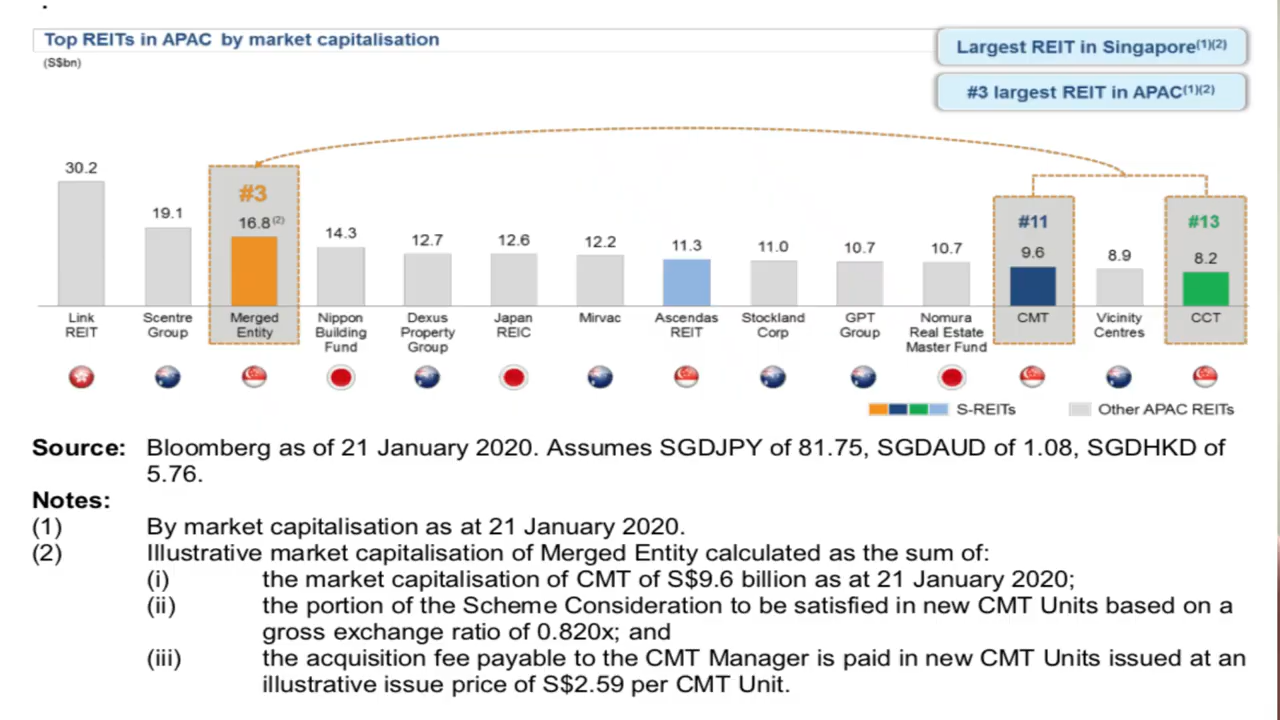 Top REITs in APAC by market capitalisation
(S$bn)
Largest REIT in Singapore(1)(2)
#3 largest REIT in APAC(1)(2)
30.2
19.1
#3
16.8(2)
14.3
12.7
12.6
12.2
11.3
11.0
10.7
10.7
#11
9.6
8.9
#13
8.2
Link
REIT
Scentre
Group
Merged
Entity
Nippon
Building
Fund
Dexus
Property
Group
Japan
REIC
Mirvac
Ascendas
REIT
Stockland
Corp
GPT
Group
Nomura
Real Estate
Master Fund
CMT
Vicinity
Centres
CCT
S-REITs
Other APAC REITs
Source: Bloomberg as of 21 January 2020. Assumes SGDJPY of 81.75, SGDAUD of 1.08, SGDHKD of
5.76.
Notes:
(1) By market capitalisation as at 21 January 2020.
(2) Illustrative market capitalisation of Merged Entity calculated as the sum of:
(i) the market capitalisation of CMT of S$9.6 billion as at 21 January 2020;
(ii) the portion of the Scheme Consideration to be satisfied in new CMT Units based on a
gross exchange ratio of 0.820x; and
(iii) the acquisition fee payable to the CMT Manager is paid in new CMT Units issued at an
illustrative issue price of S$2.59 per CMT Unit.